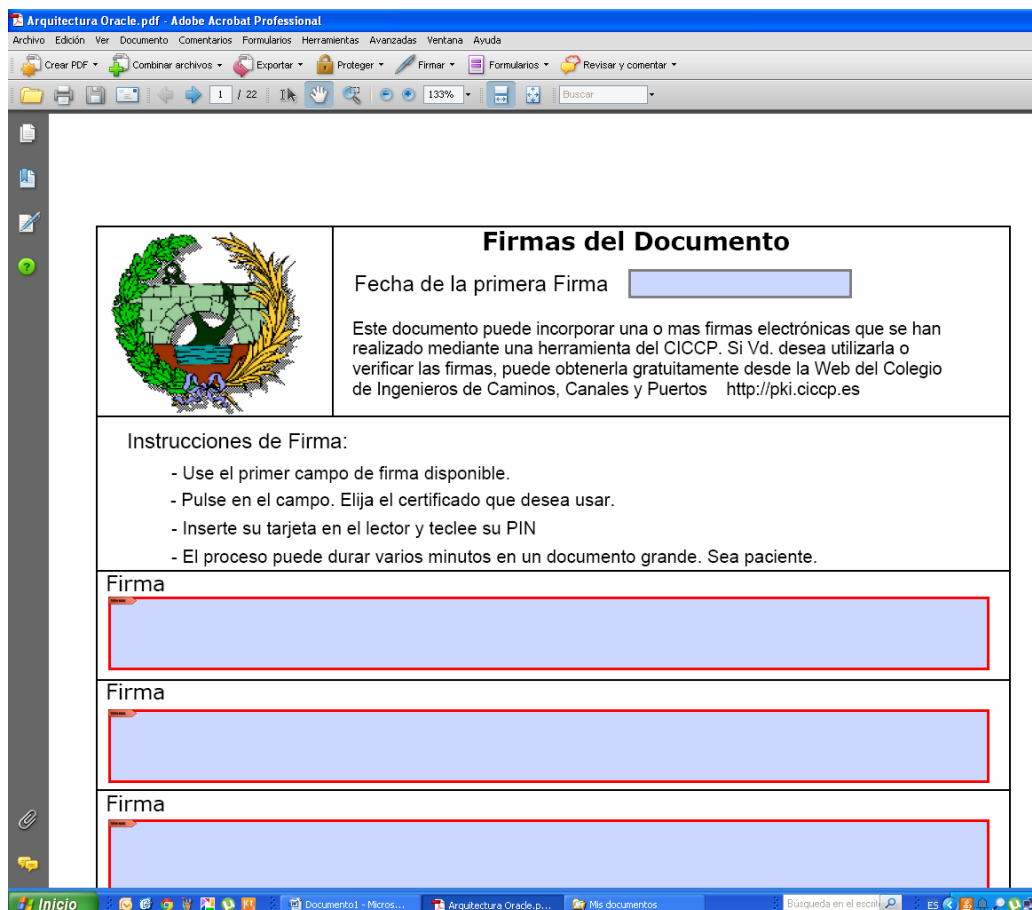 Arquitectura Oracle.pdf - Adobe Acrobat Professional
Archivo Edición Ver Documento Comentarios Formularios Herramientas Avanzadas Ventana Ayuda
Crear PDF Combinar archivos Exportar Proteger Firmar Formularios Revisar y comentar
1 / 22 133% Buscar
Firmas del Documento
Fecha de la primera Firma
Este documento puede incorporar una o mas firmas electrónicas que se han
realizado mediante una herramienta del CICCP. Si Vd. desea utilizarla o
verificar las firmas, puede obtenerla gratuitamente desde la Web del Colegio
de Ingenieros de Caminos, Canales y Puertos http://pki.ciccp.es
Instrucciones de Firma:
- Use el primer campo de firma disponible.
- Pulse en el campo. Elija el certificado que desea usar.
- Inserte su tarjeta en el lector y teclee su PIN
- El proceso puede durar varios minutos en un documento grande. Sea paciente.
Firma
Firma
Firma
Inicio Documento1 - Micros... Arquitectura Oracle.p... Mis documentos Búsqueda en el escrit ES